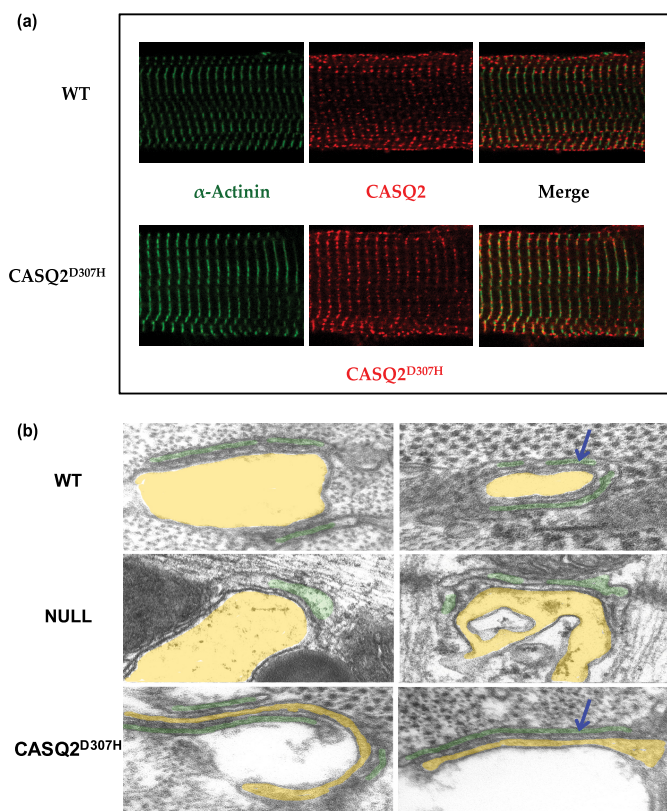 (a)
WT
α-Actinin CASQ2 Merge
CASQ2ᴰ³⁰⁷ᴴ
CASQ2ᴰ³⁰⁷ᴴ
(b)
WT
NULL
CASQ2ᴰ³⁰⁷ᴴ